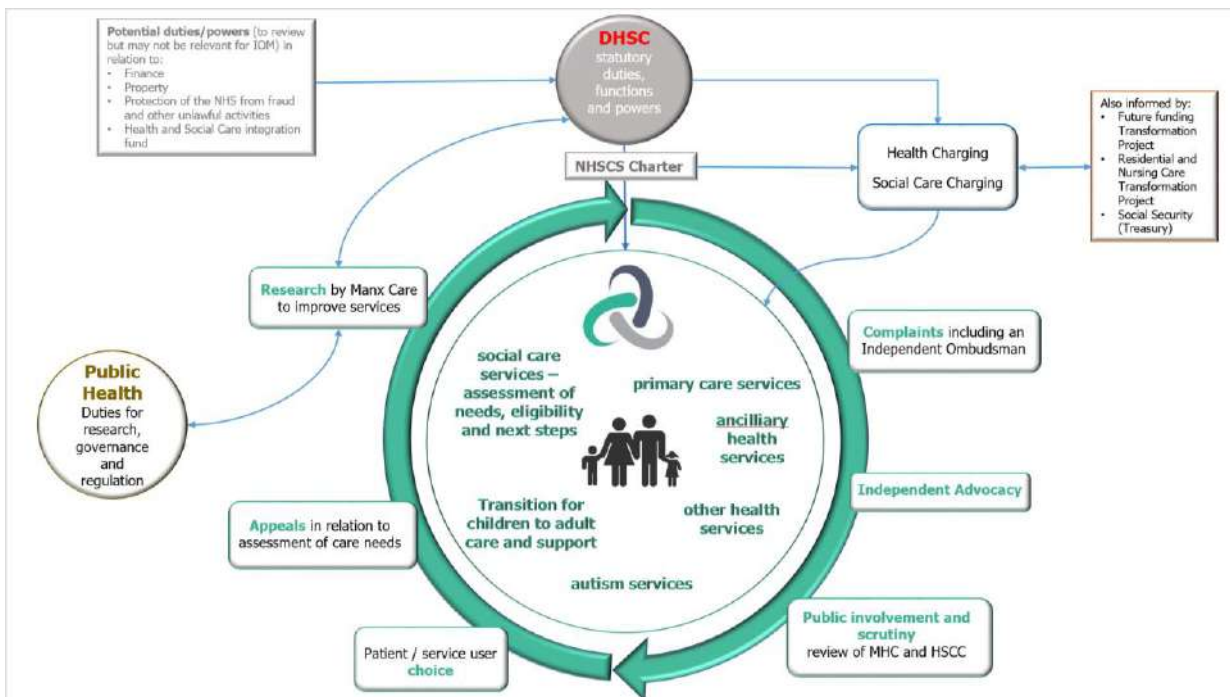 Potential duties/powers (to review
but may not be relevant for IOM) in
relation to:
• Finance
• Property
• Protection of the NHS from fraud
and other unlawful activities
• Health and Social Care integration
fund
DHSC
statutory
duties,
functions
and powers
NHSCS Charter
Health Charging
Social Care Charging
Also informed by:
• Future funding
Transformation
Project
• Residential and
Nursing Care
Transformation
Project
• Social Security
(Treasury)
Research by Manx Care
to improve services
Public
Health
Duties for
research,
governance
and
regulation
Appeals in relation to
assessment of care needs
Patient / service user
choice
social care
services –
assessment of
needs, eligibility
and next steps
primary care services
ancilliary
health
services
Transition for
children to adult
care and support
other health
services
autism services
Complaints including an
Independent Ombudsman
Independent Advocacy
Public involvement and
scrutiny
review of MHC and HSCC